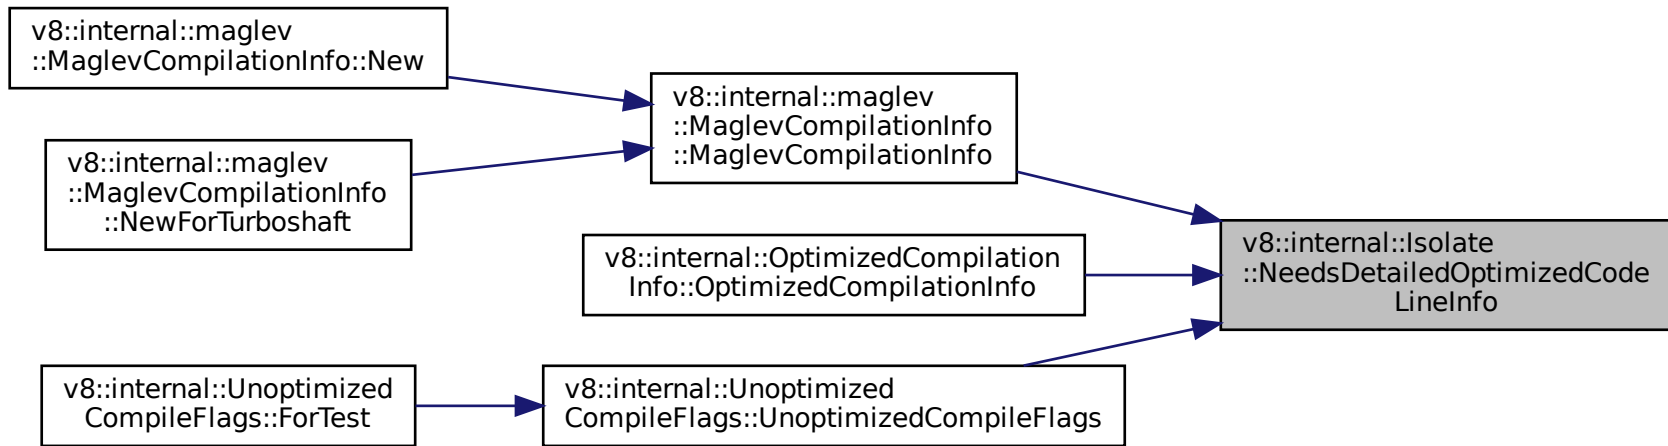 v8::internal::maglev
::MaglevCompilationInfo::New
v8::internal::maglev
::MaglevCompilationInfo
::NewForTurboshaft
v8::internal::maglev
::MaglevCompilationInfo
::MaglevCompilationInfo
v8::internal::OptimizedCompilation
Info::OptimizedCompilationInfo
v8::internal::Isolate
::NeedsDetailedOptimizedCode
LineInfo
v8::internal::Unoptimized
CompileFlags::ForTest
v8::internal::Unoptimized
CompileFlags::UnoptimizedCompileFlags